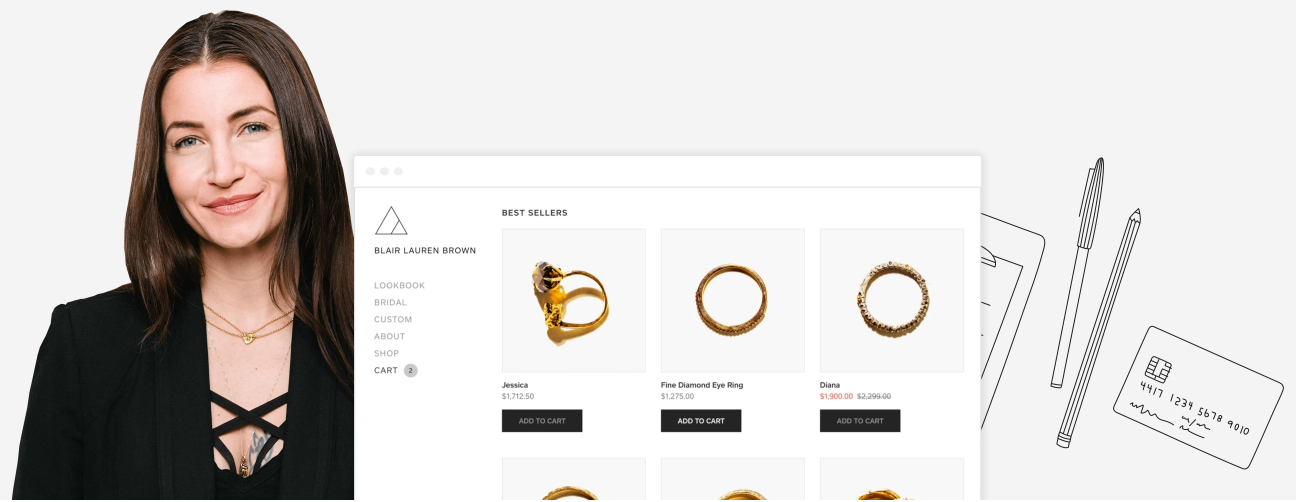 BEST SELLERS
BLAIR LAUREN BROWN
LOOKBOOK
BRIDAL
CUSTOM
ABOUT
SHOP
CART 2
Jessica
$1,712.50
ADD TO CART
Fine Diamond Eye Ring
$1,275.00
ADD TO CART
Diana
$1,900.00 $2,299.00
ADD TO CART
4417 1234 5678 9010